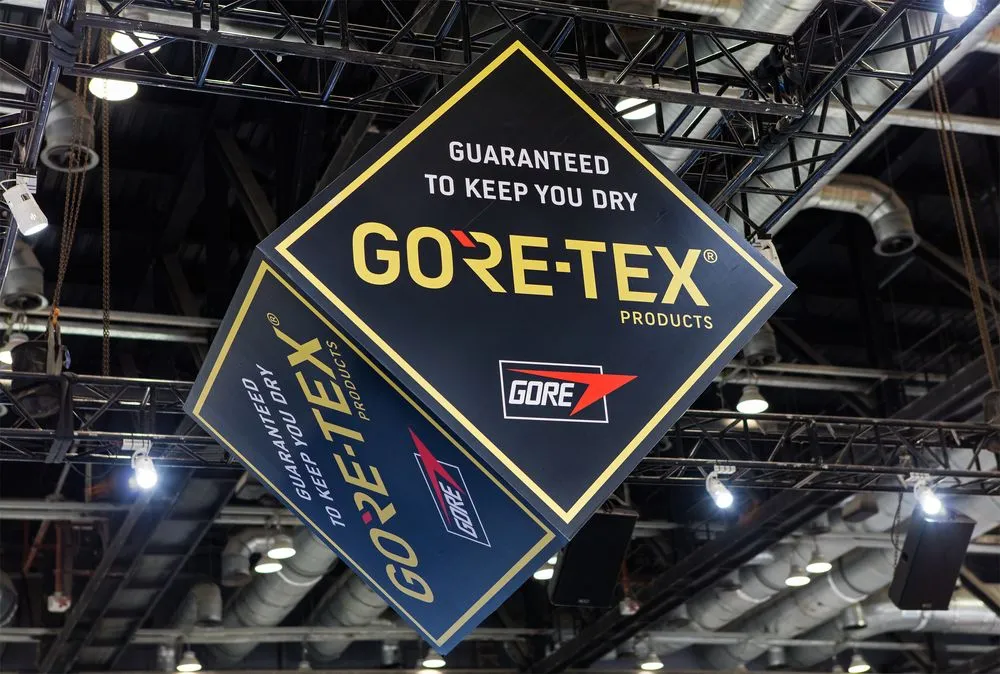 GUARANTEED
TO KEEP YOU DRY
GORE-TEX®
PRODUCTS
GORE
GUARANTEED
TO KEEP YOU DRY
GORE-TEX®
PRODUCTS
GORE